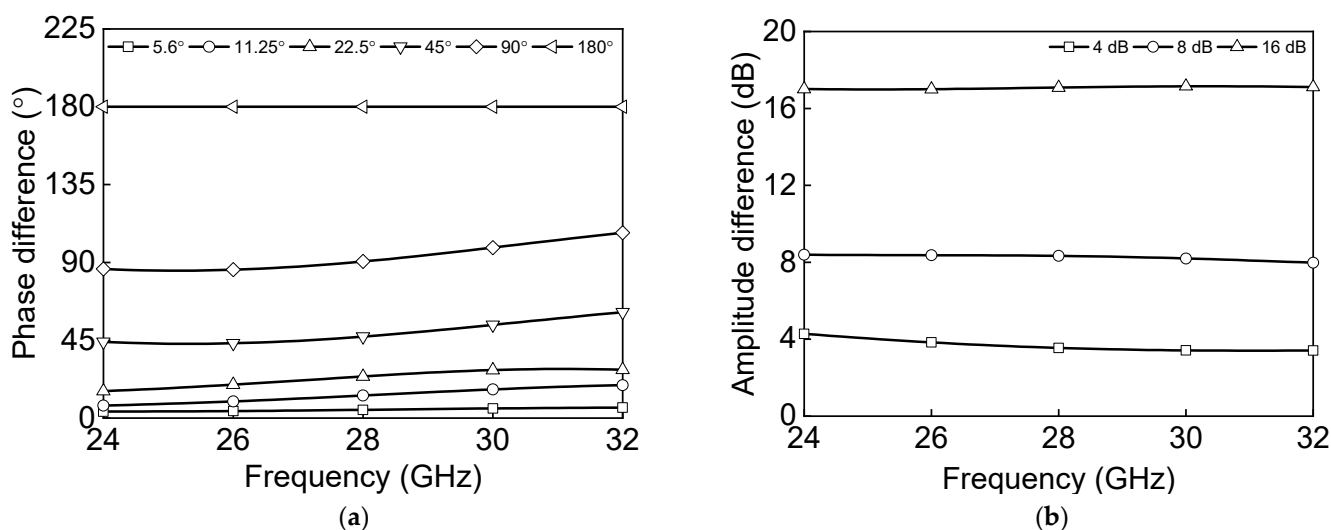 225
5.6° 11.25° 22.5° 45° 90° 180°
180
135
90
45
0
Phase difference (°)
24 26 28 30 32
Frequency (GHz)
(a)
20
4 dB 8 dB 16 dB
16
12
8
4
0
Amplitude difference (dB)
24 26 28 30 32
Frequency (GHz)
(b)